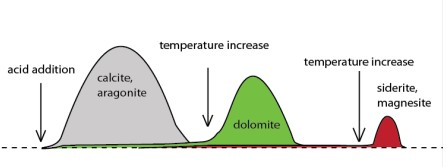 acid addition
calcite,
aragonite
temperature increase
dolomite
temperature increase
siderite,
magnesite